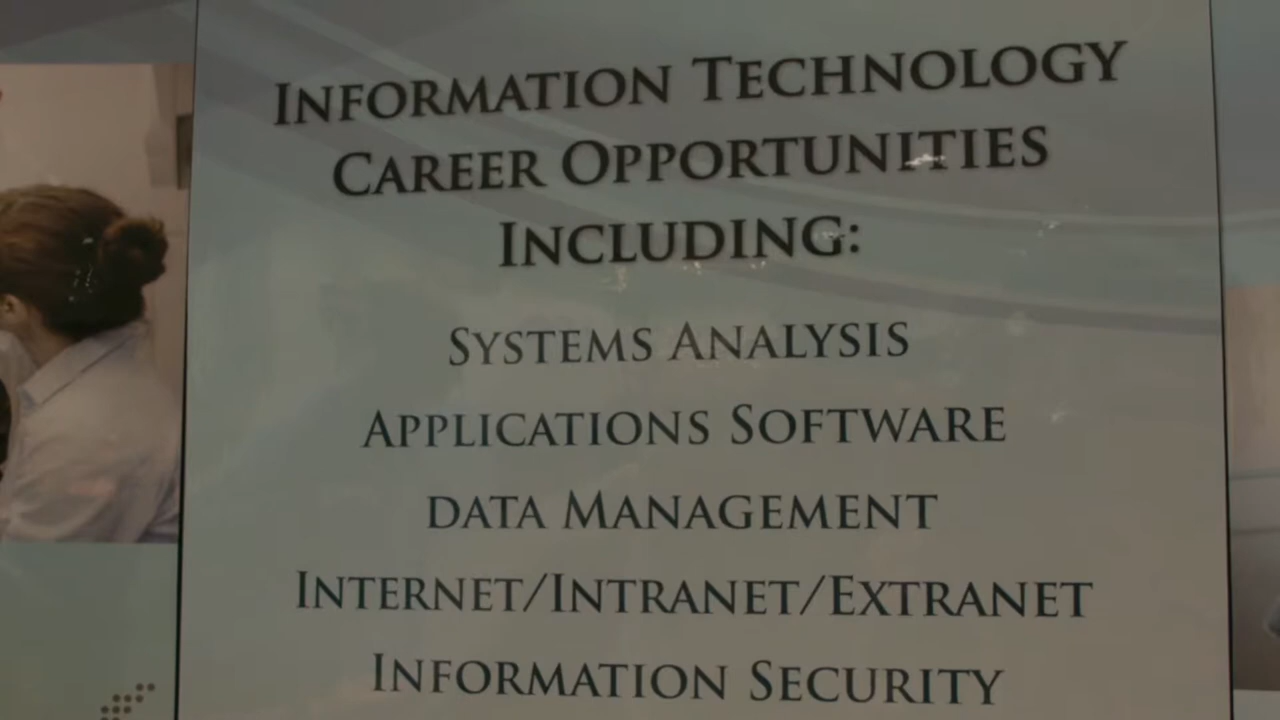 Information Technology
Career Opportunities
Including:
Systems Analysis
Applications Software
data Management
Internet/Intranet/Extranet
Information Security